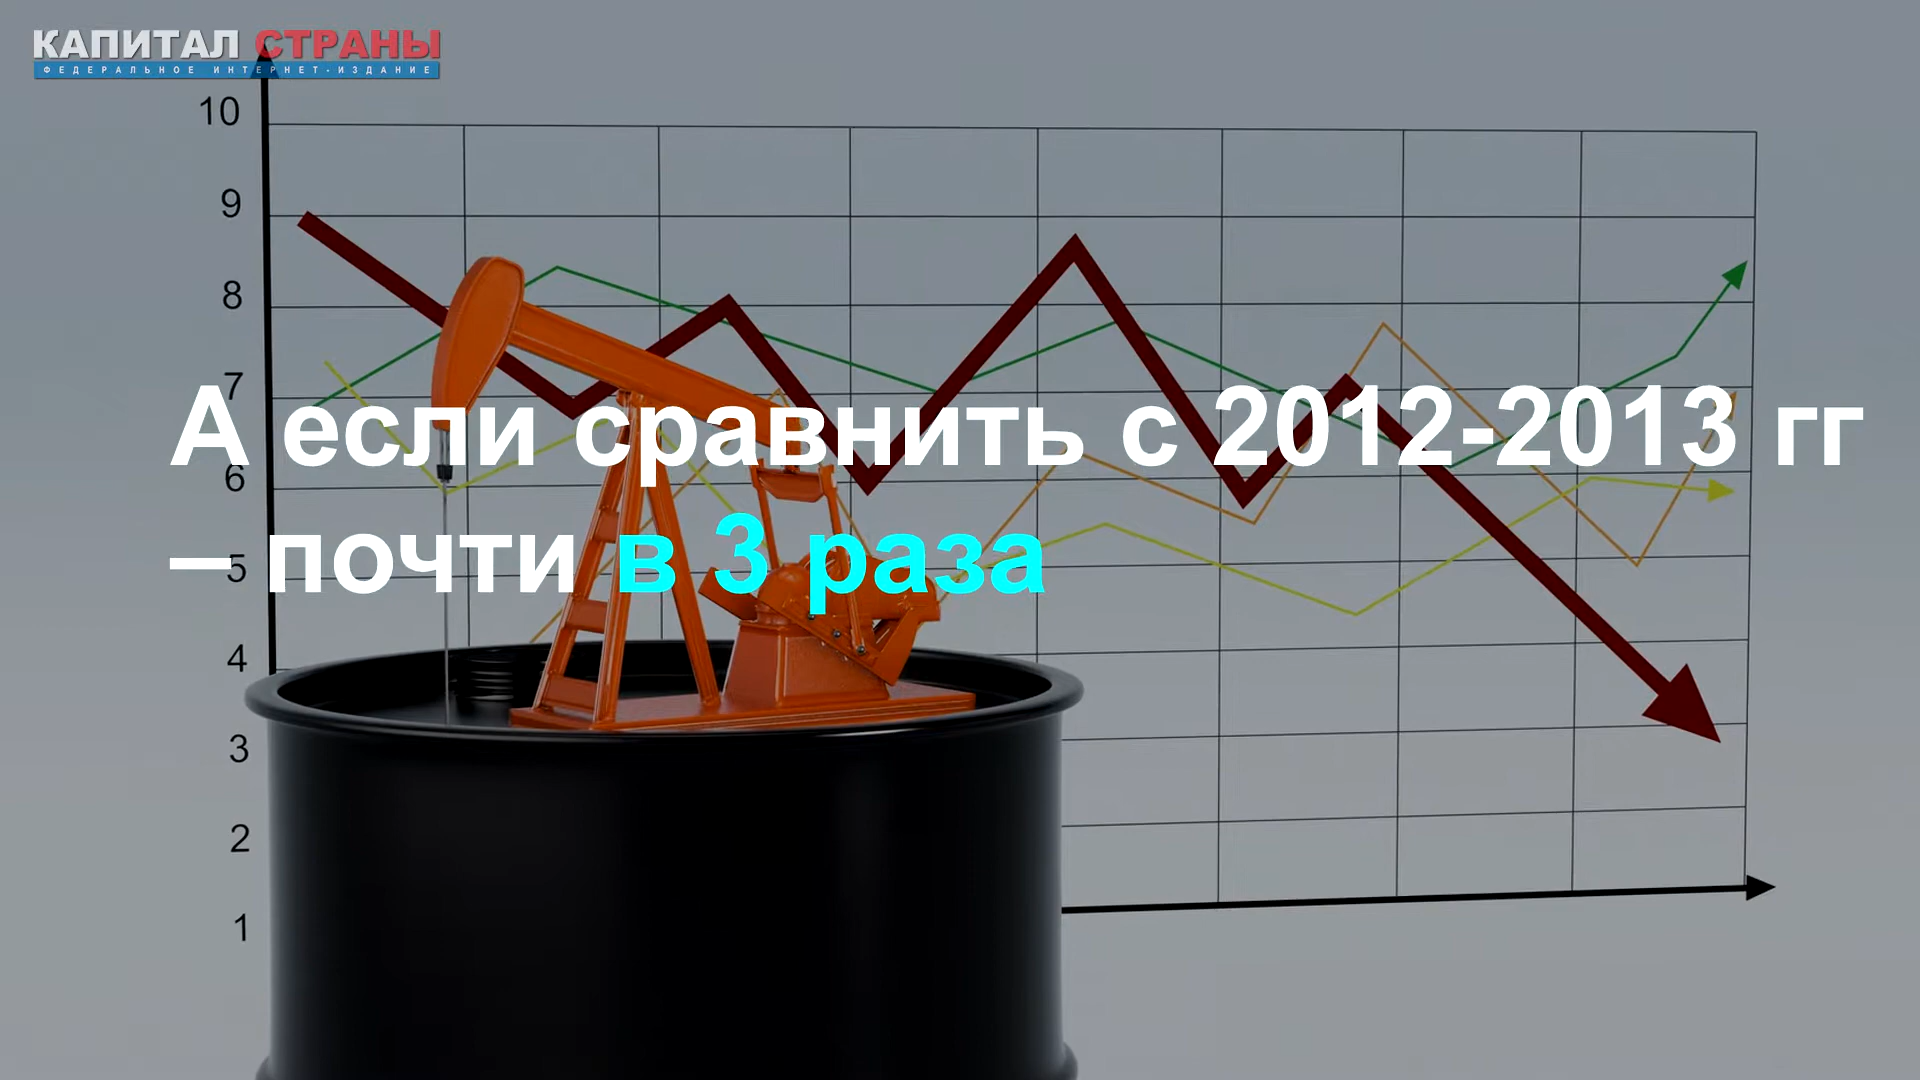 КАПИТАЛ СТРАНЫ
ФЕДЕРАЛЬНОЕ ИНТЕРНЕТ-ИЗДАНИЕ
10
9
8
7
А если сравнить с 2012-2013 гг
6
– почти в 3 раза
5
4
3
2
1